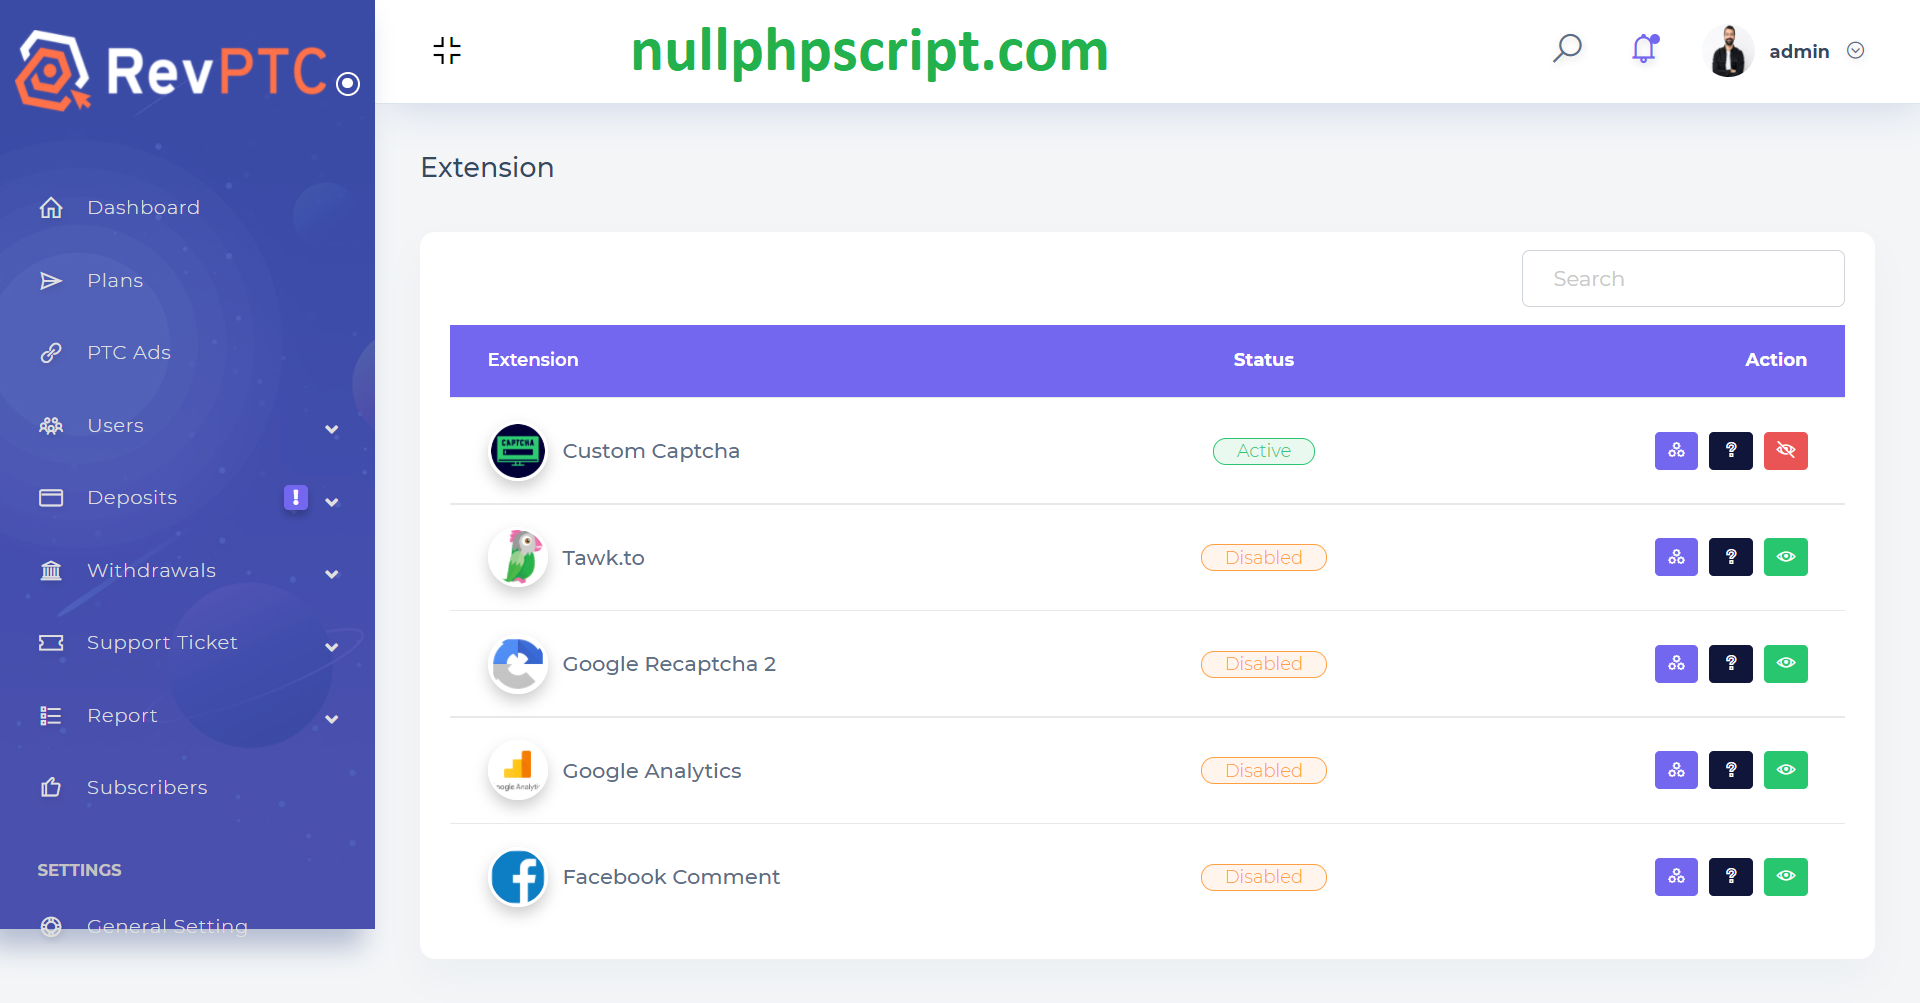 RevPTC
nullphpscript.com
admin
Extension
Dashboard
Plans
PTC Ads
Users
Deposits
!
Withdrawals
Support Ticket
Report
Subscribers
SETTINGS
General Setting
Search
Extension Status Action
CAPTCHA
Custom Captcha Active ?
Tawk.to Disabled ?
Google Recaptcha 2 Disabled ?
Google Analytics Disabled ?
Facebook Comment Disabled ?